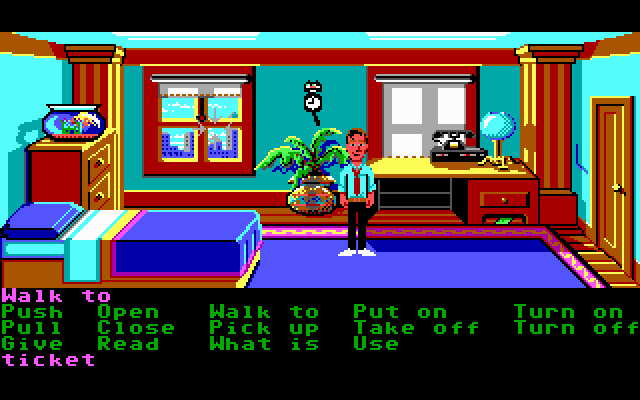 Walk to
Push Open Walk to Put on Turn on
Pull Close Pick up Take off Turn off
Give Read What is Use
ticket